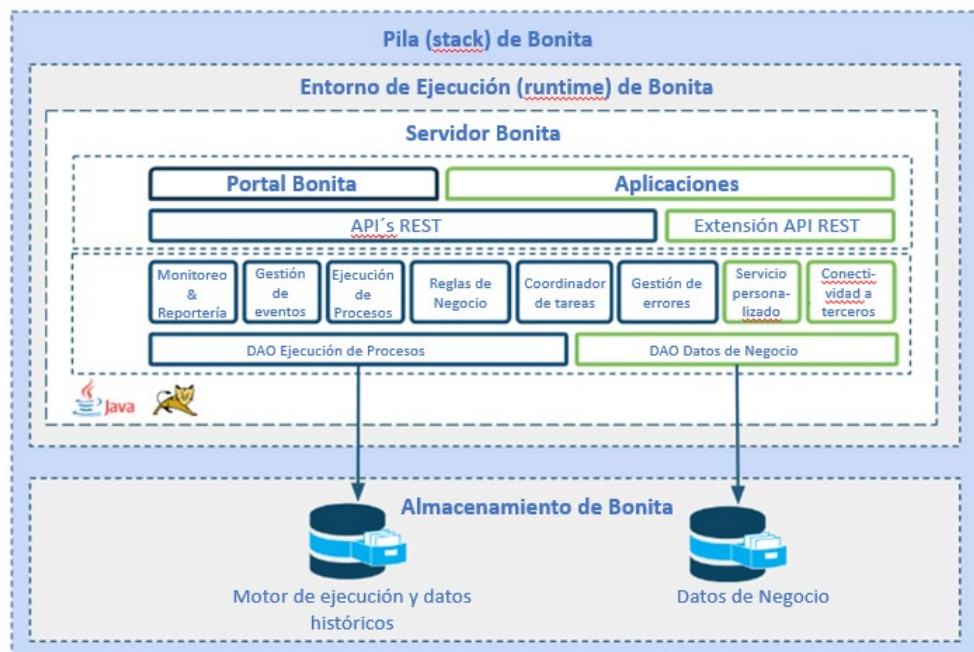 Pila (stack) de Bonita
Entorno de Ejecución (runtime) de Bonita
Servidor Bonita
Portal Bonita
Aplicaciones
API´s REST
Extensión API REST
Monitoreo
&
Reportería
Gestión
de
eventos
Ejecución
de
Procesos
Reglas de
Negocio
Coordinador
de tareas
Gestión de
errores
Servicio
persona-
lizado
Conecti-
vidad a
terceros
DAO Ejecución de Procesos
DAO Datos de Negocio
Java
Almacenamiento de Bonita
Motor de ejecución y datos
históricos
Datos de Negocio